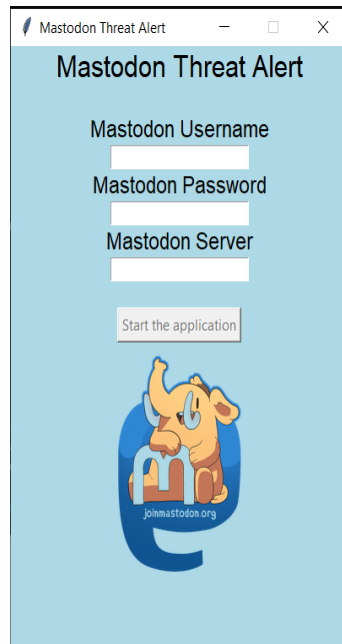 Mastodon Threat Alert
Mastodon Threat Alert
Mastodon Username
Mastodon Password
Mastodon Server
Start the application
joinmastodon.org